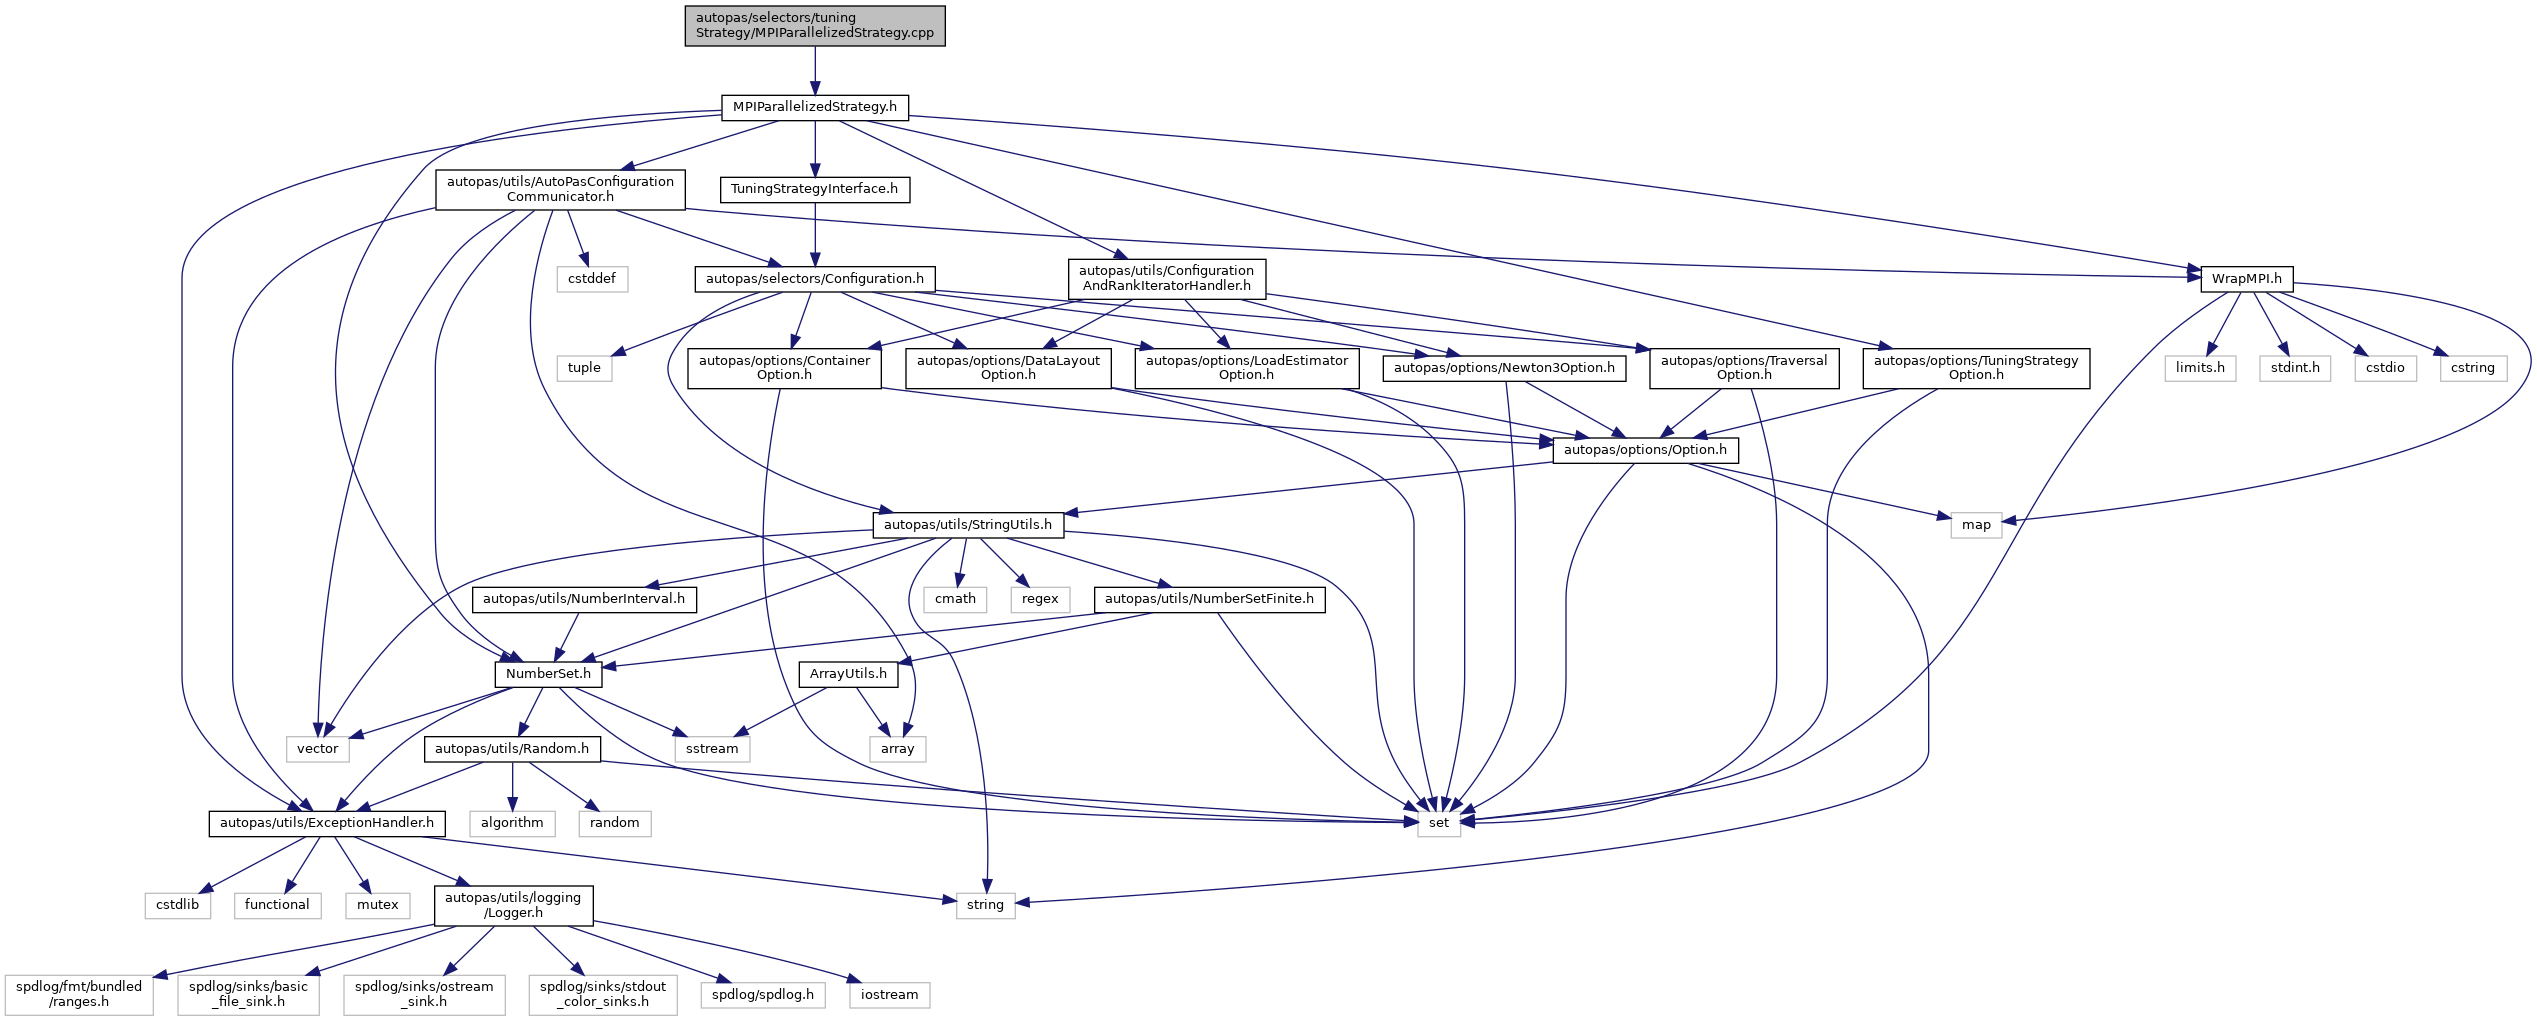 autopas/selectors/tuning
Strategy/MPIParallelizedStrategy.cpp
MPIParallelizedStrategy.h
autopas/utils/AutoPasConfiguration
Communicator.h
TuningStrategyInterface.h
cstddef
autopas/selectors/Configuration.h
autopas/utils/Configuration
AndRankIteratorHandler.h
WrapMPI.h
tuple
autopas/options/Container
Option.h
autopas/options/DataLayout
Option.h
autopas/options/LoadEstimator
Option.h
autopas/options/Newton3Option.h
autopas/options/Traversal
Option.h
autopas/options/TuningStrategy
Option.h
limits.h
stdint.h
cstdio
cstring
autopas/options/Option.h
autopas/utils/StringUtils.h
map
autopas/utils/NumberInterval.h
cmath
regex
autopas/utils/NumberSetFinite.h
NumberSet.h
ArrayUtils.h
vector
autopas/utils/Random.h
sstream
array
autopas/utils/ExceptionHandler.h
algorithm
random
set
cstdlib
functional
mutex
autopas/utils/logging
/Logger.h
string
spdlog/fmt/bundled
/ranges.h
spdlog/sinks/basic
_file_sink.h
spdlog/sinks/ostream
_sink.h
spdlog/sinks/stdout
_color_sinks.h
spdlog/spdlog.h
iostream